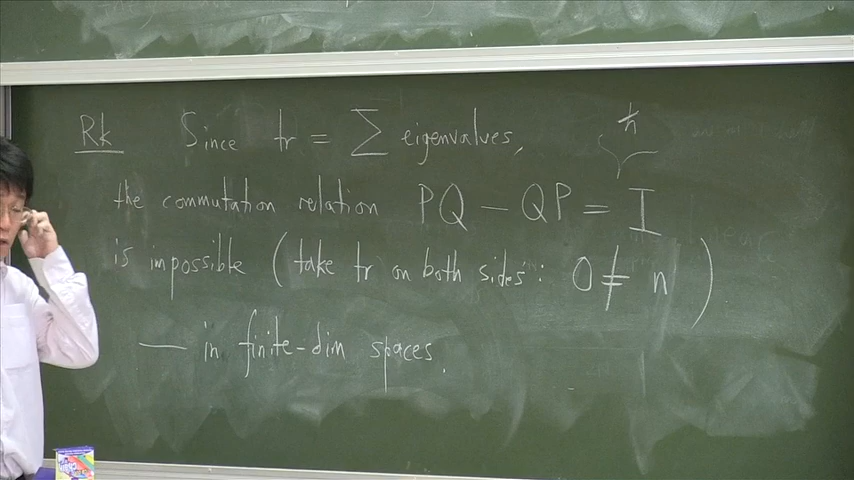 ħ
Rk Since tr = ∑ eigenvalues,
the commutation relation PQ − QP = I
is impossible (take tr on both sides: 0 ≠ n)
— in finite-dim spaces.